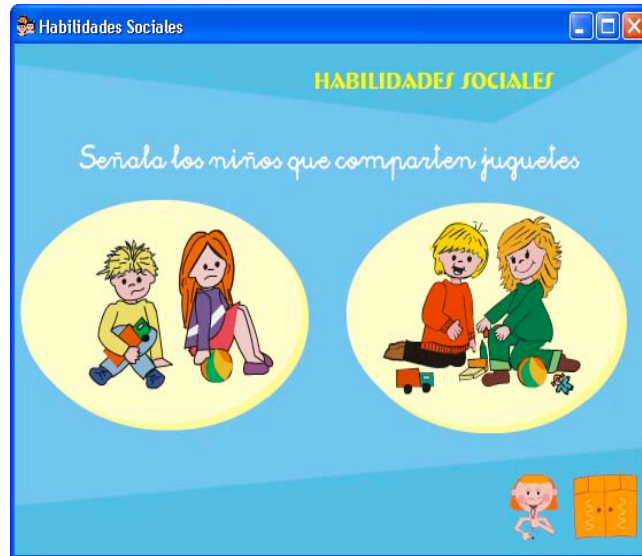 Habilidades Sociales
HABILIDADES SOCIALES
Señala los niños que comparten juguetes